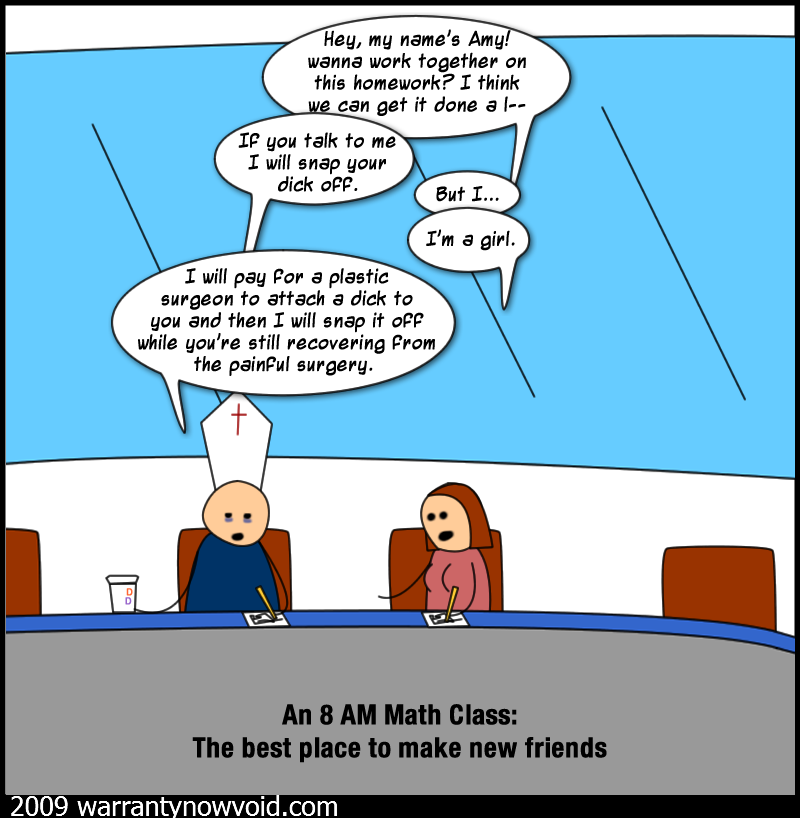 Hey, my name's Amy!
wanna work together on
this homework? I think
we can get it done a l--
If you talk to me
I will snap your
dick off.
But I...
I'm a girl.
I will pay for a plastic
surgeon to attach a dick to
you and then I will snap it off
while you're still recovering from
the painful surgery.
D
D
An 8 AM Math Class:
The best place to make new friends
2009 warrantynowvoid.com